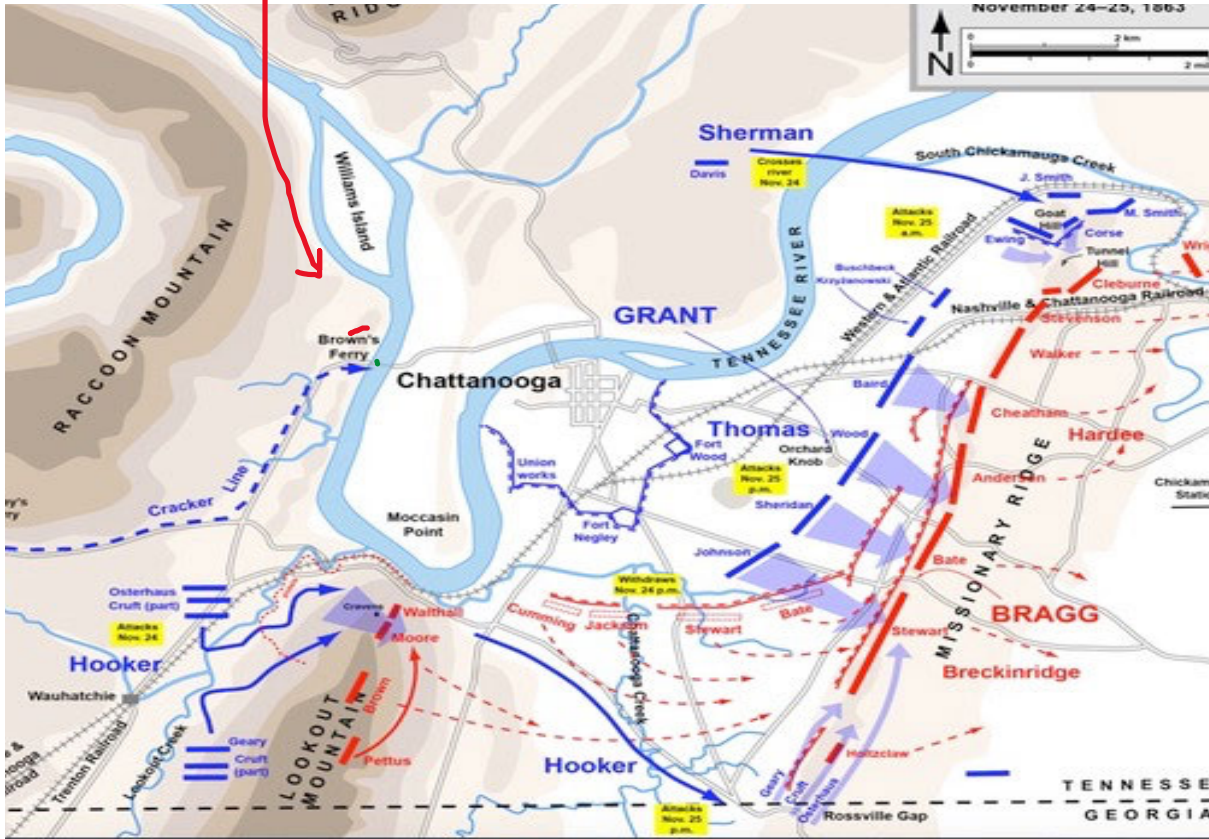 RIDGE
November 24–25, 1863
0 2 km
N
0
Sherman
Davis
Crosses
river
Nov. 24
South Chickamauga Creek
J. Smith
M. Smith
Goat
Hill
Corse
Ewing
Tunnel
Hill
Attacks
Nov. 25
a.m.
Williams Island
RACCOON MOUNTAIN
TENNESSEE RIVER
Western & Atlantic Railroad
Buschbeck
Krzyżanowski
Cleburne
Nashville & Chattanooga Railroad
Stevenson
GRANT
Brown's
Ferry
Walker
Chattanooga
Baird
Cheatham
Thomas
Wood
Hardee
Fort
Wood
Orchard
Knob
Union
works
Attacks
Nov. 25
p.m.
Anderson
Cracker Line
Sheridan
MISSIONARY RIDGE
Moccasin
Point
Fort
Negley
Johnson
Bate
Withdraws
Nov. 24 p.m.
Osterhaus
Cruft (part)
Cravens
Walthall
Cumming
Jackson
Stewart
Bate
BRAGG
Attacks
Nov. 24
Moore
Stewart
Hooker
Chattanooga Creek
Breckinridge
Wauhatchie
Brown
LOOKOUT
MOUNTAIN
Geary
Cruft
(part)
Pettus
Trenton Railroad
Lookout Creek
Hooker
Holtzclaw
Geary
Cruft
Osterhaus
Attacks
Nov. 25
p.m.
Rossville Gap
TENNESSE
GEORGIA